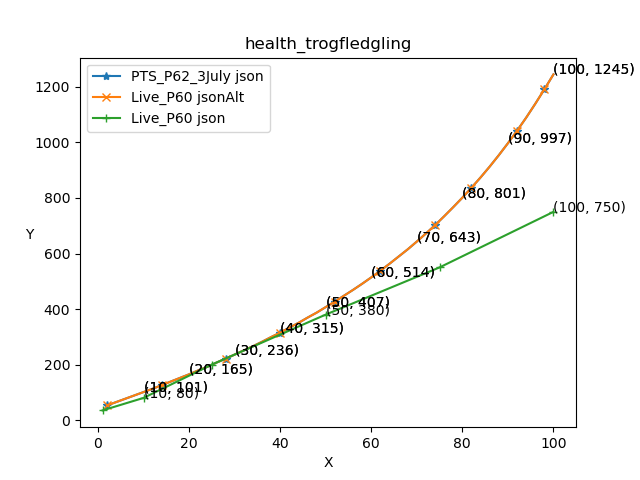 health_trogfledgling
PTS_P62_3July json
Live_P60 jsonAlt
Live_P60 json
(100, 1245)
1200
(90, 997)
1000
(80, 801)
800
(100, 750)
Y
(70, 643)
600
(60, 514)
(50, 407)
(50, 380)
400
(40, 315)
(30, 236)
200
(20, 165)
(10, 101)
(10, 80)
0
0 20 40 60 80 100
X